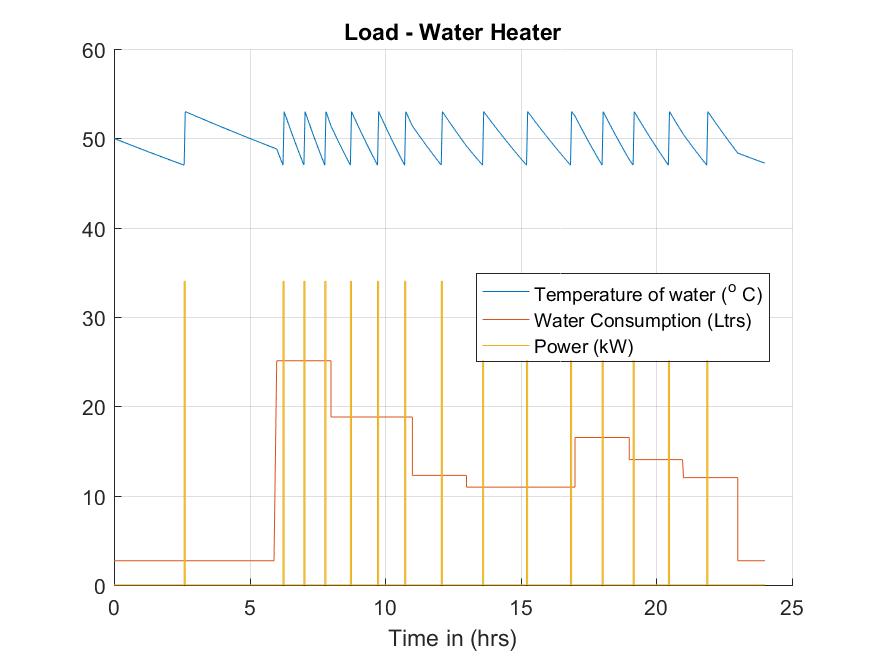 Load - Water Heater
60
50
40
30
20
10
0
Temperature of water (o C)
Water Consumption (Ltrs)
Power (kW)
0 5 10 15 20 25
Time in (hrs)